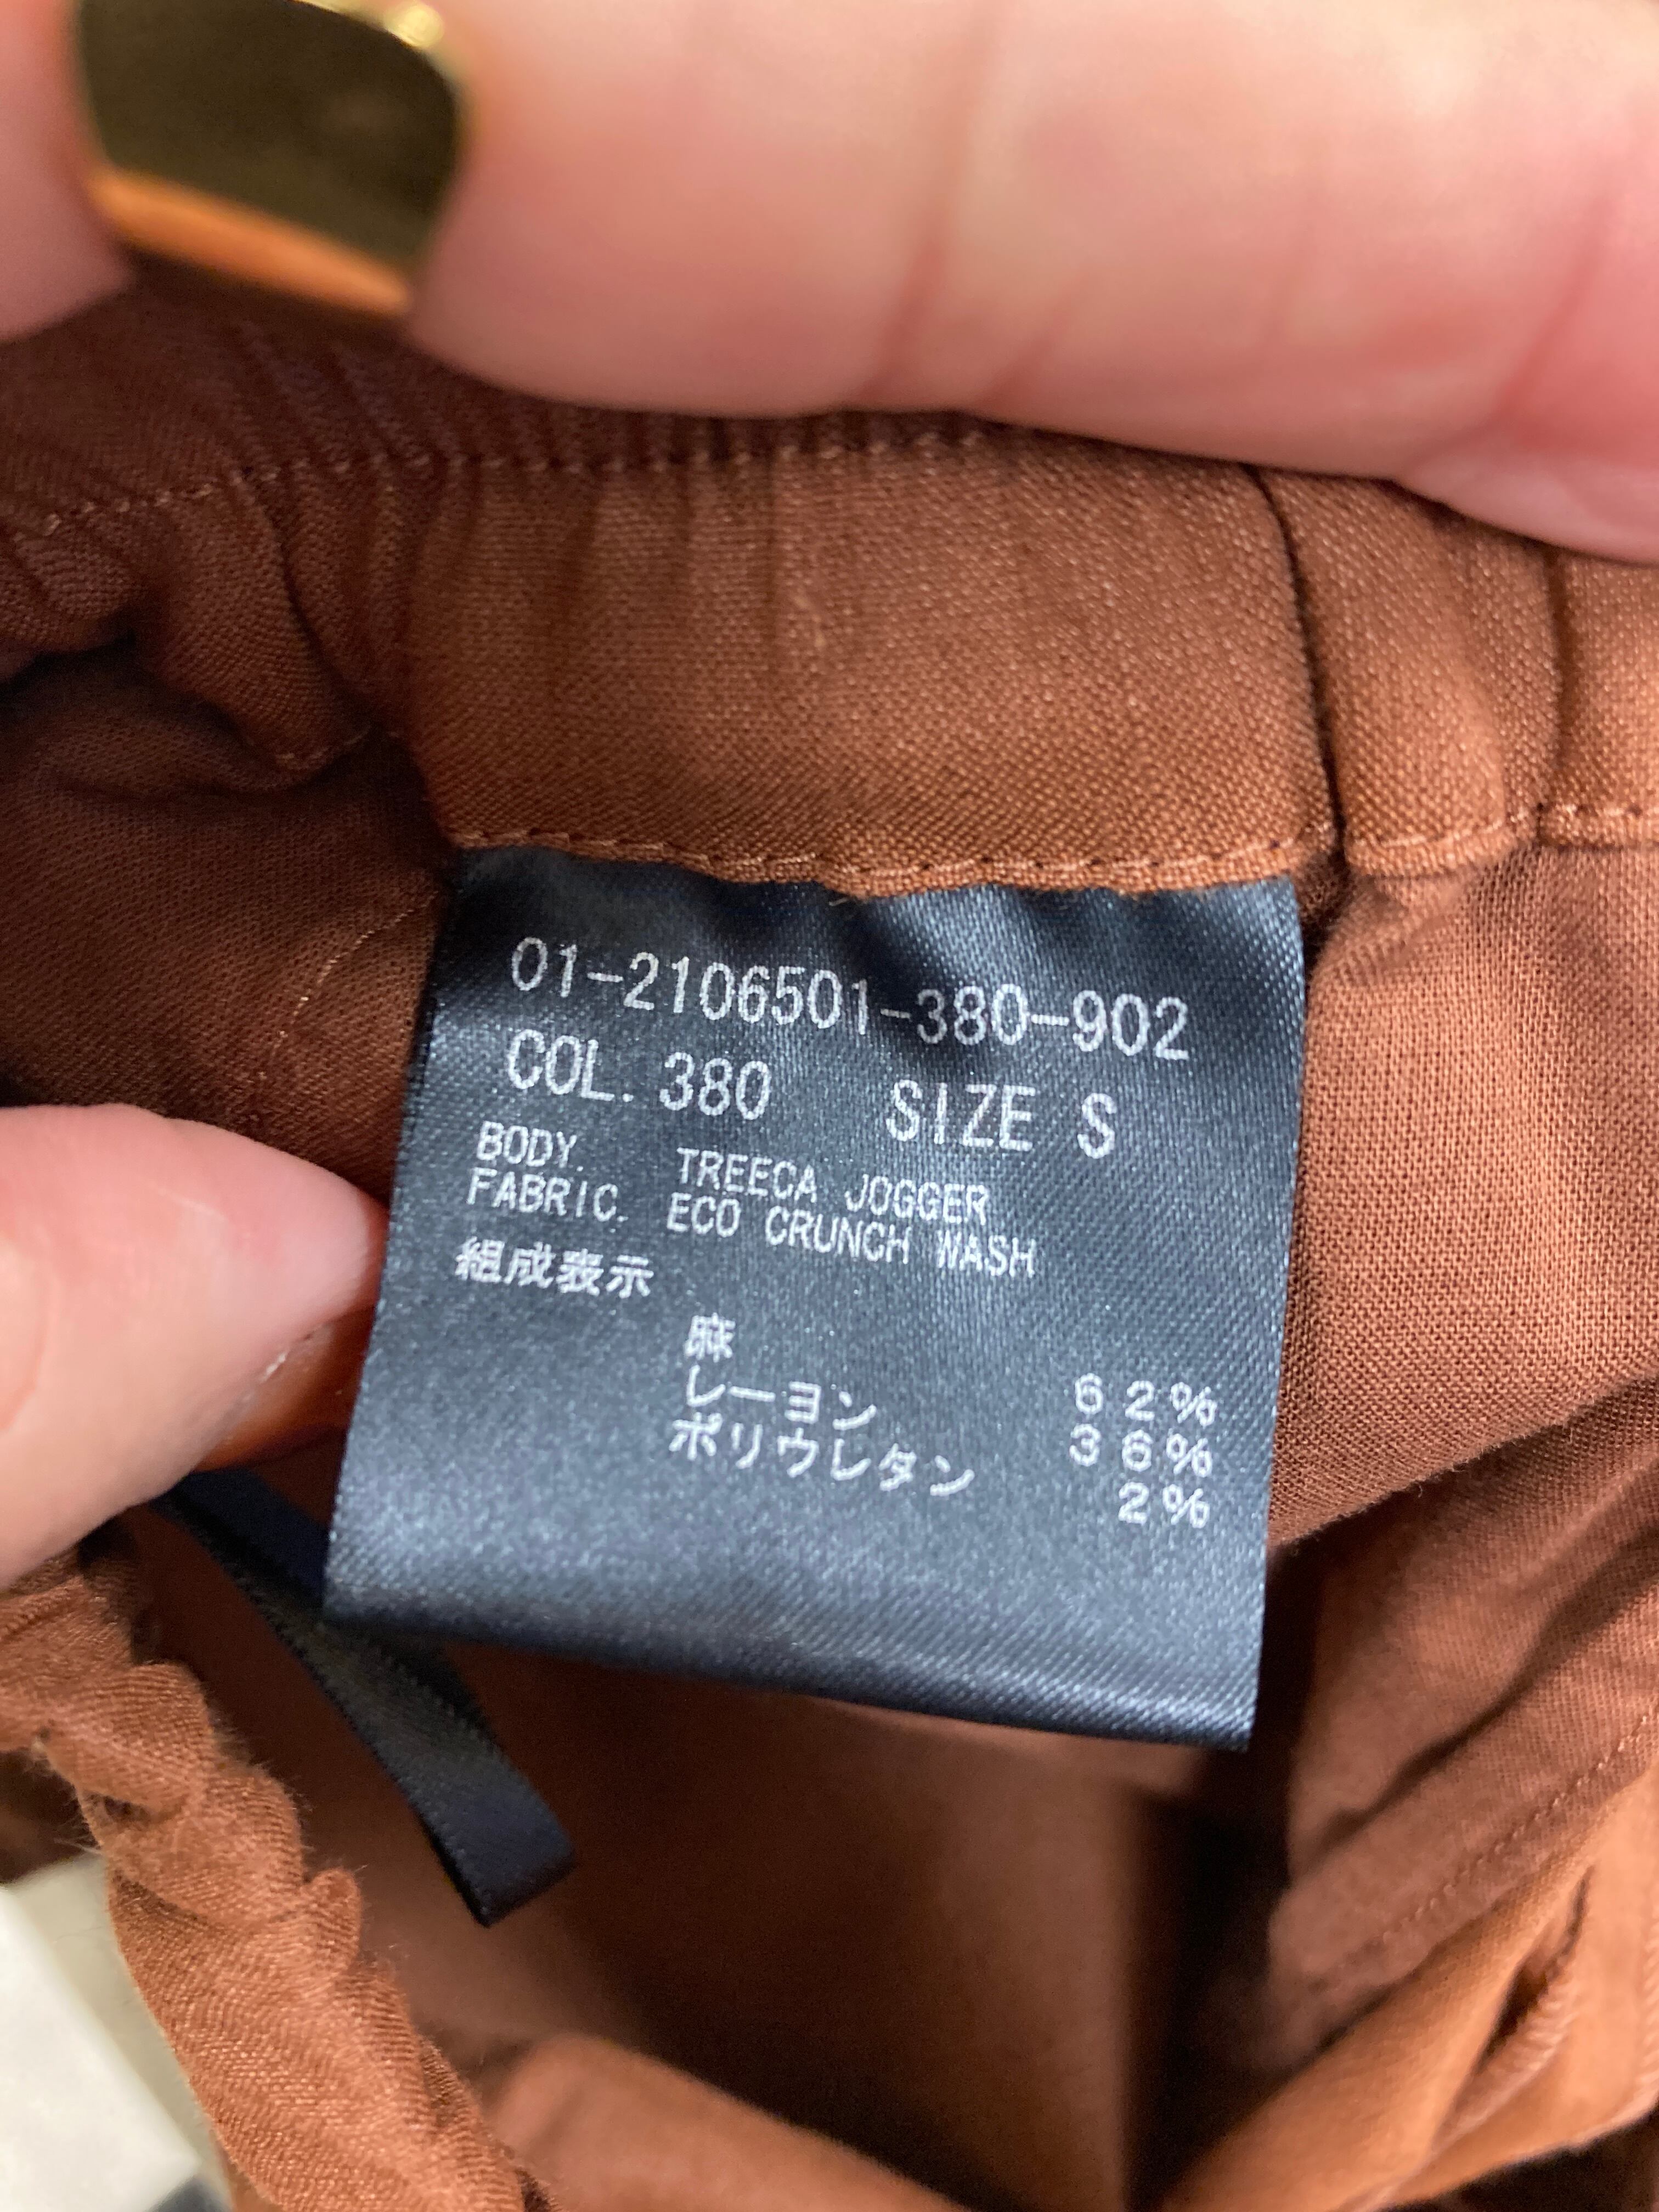 01-2106501-380-902
COL. 380 SIZE S
BODY. TREECA JOGGER
FABRIC. ECO CRUNCH WASH
組成表示
麻 62%
レーヨン 36%
ポリウレタン 2%